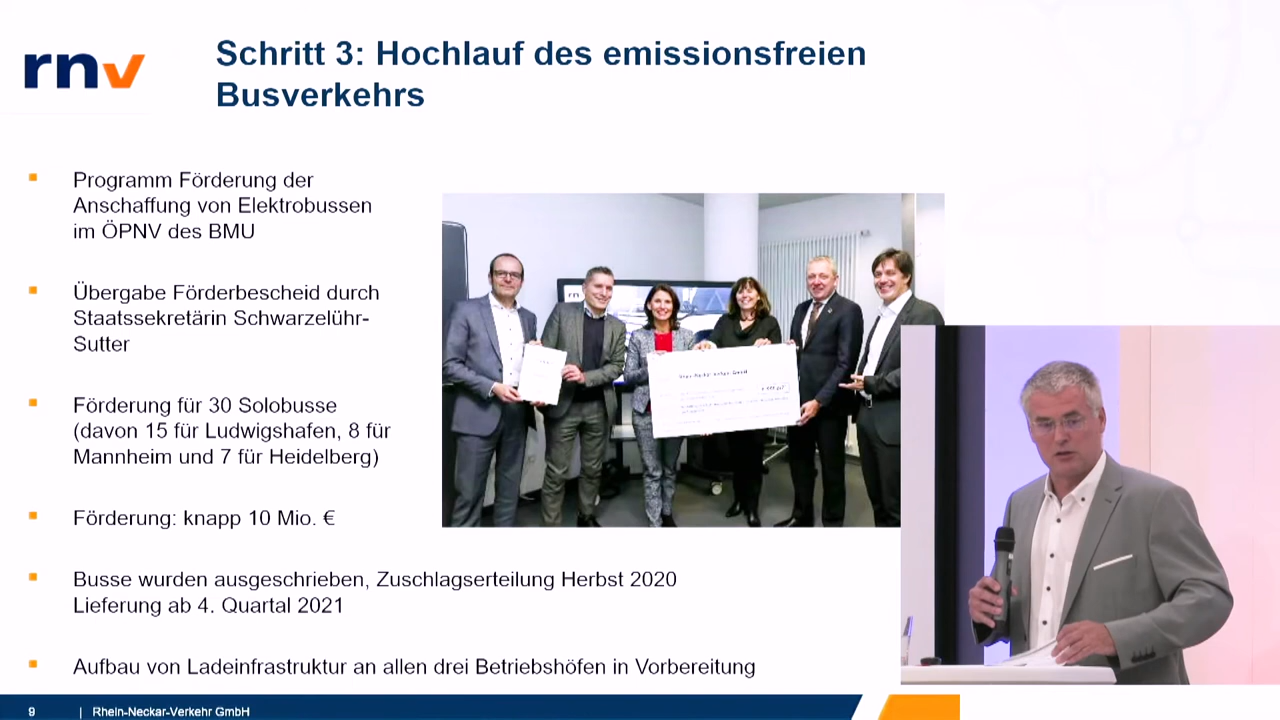 rnv
Schritt 3: Hochlauf des emissionsfreien
Busverkehrs
Programm Förderung der
Anschaffung von Elektrobussen
im ÖPNV des BMU
Übergabe Förderbescheid durch
Staatssekretärin Schwarzelühr-
Sutter
Förderung für 30 Solobusse
(davon 15 für Ludwigshafen, 8 für
Mannheim und 7 für Heidelberg)
Förderung: knapp 10 Mio. €
Busse wurden ausgeschrieben, Zuschlagserteilung Herbst 2020
Lieferung ab 4. Quartal 2021
Aufbau von Ladeinfrastruktur an allen drei Betriebshöfen in Vorbereitung
9 | Rhein-Neckar-Verkehr GmbH